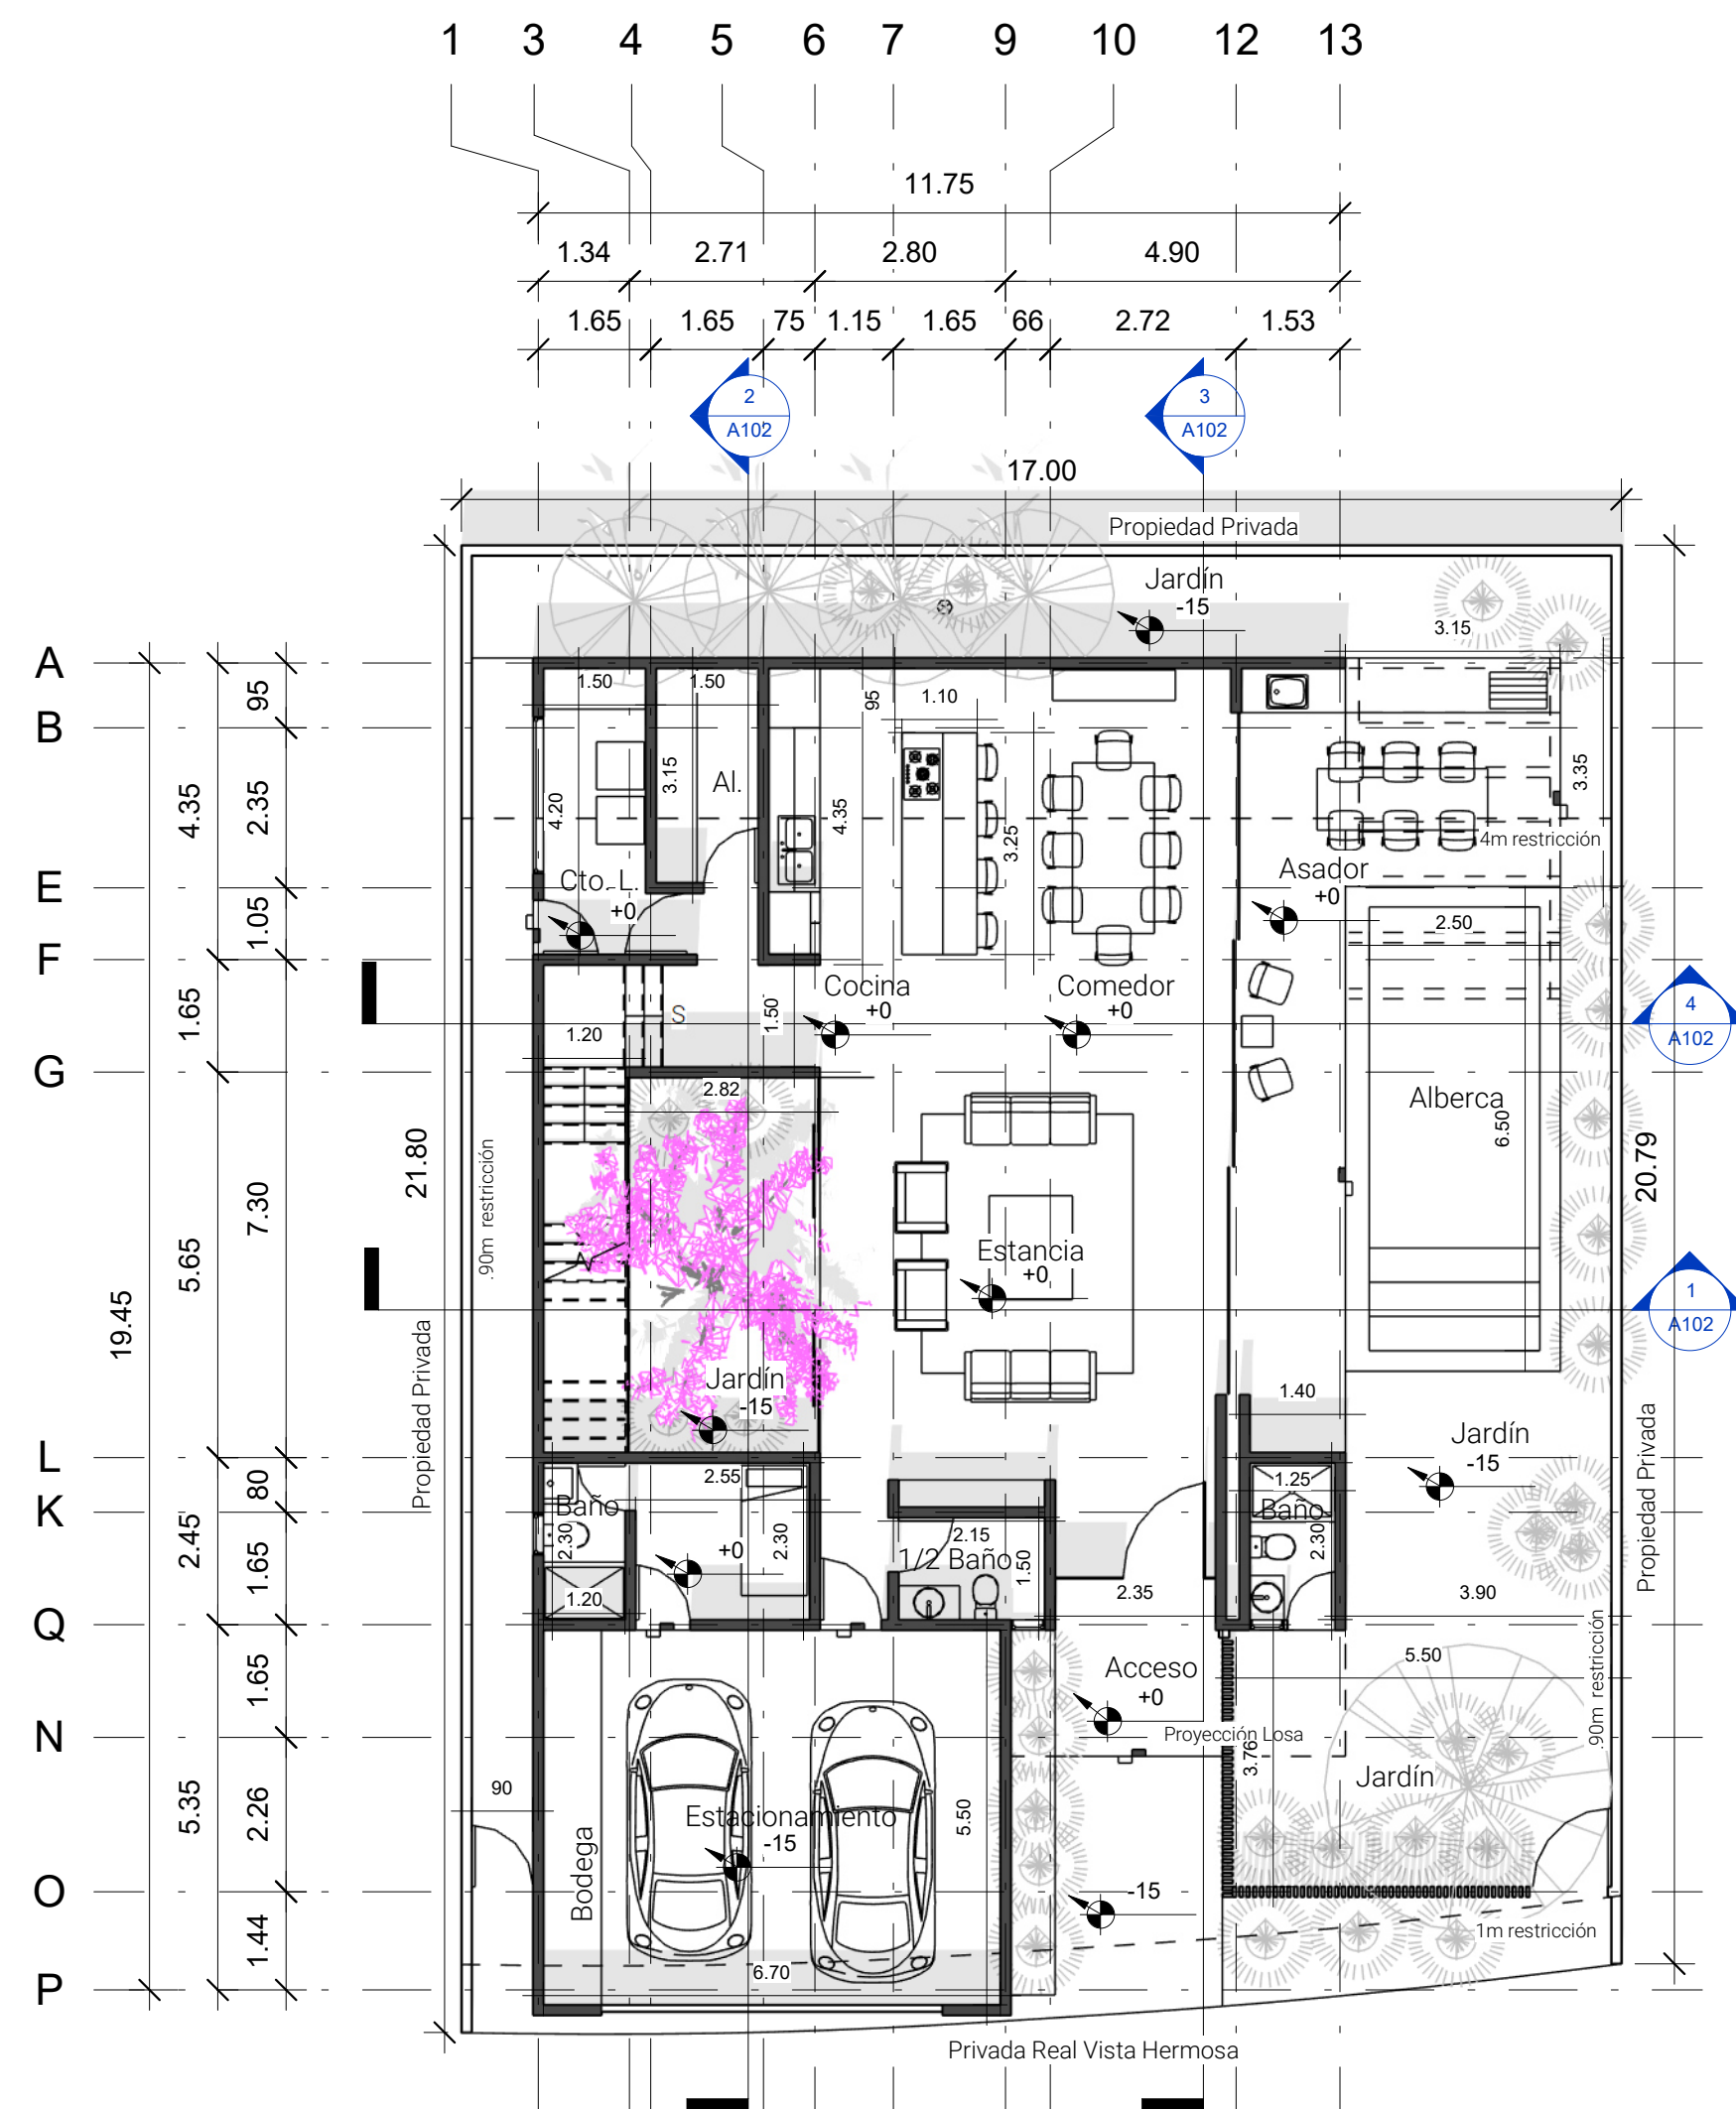 1 3 4 5 6 7 9 10 12 13
11.75
1.34 2.71 2.80 4.90
1.65 1.65 75 1.15 1.65 66 2.72 1.53
2
A102
3
A102
17.00
Propiedad Privada
Jardín
-15
3.15
A
95
1.50
1.50
95
1.10
B
4.35
2.35
4.20
3.15
Al.
4.35
3.25
3.35
4m restricción
E
Cto. L.
+0
Asador
+0
1.05
2.50
F
1.65
S
1.20
1.50
Cocina
+0
Comedor
+0
4
A102
G
2.82
Alberca
6.50
21.80
.90m restricción
20.79
7.30
5.65
19.45
Estancia
+0
1
A102
Propiedad Privada
Jardín
-15
1.40
Jardín
-15
Propiedad Privada
L
80
2.55
1.25
K
Baño
Baño
2.45
1.65
2.30
+0
2.30
2.15
1/2 Baño
1.50
2.30
1.20
2.35
3.90
Q
1.65
Acceso
+0
5.50
.90m restricción
N
Proyección Losa
3.76
5.35
2.26
90
Jardín
Estacionamiento
-15
5.50
Bodega
O
-15
1.44
1m restricción
6.70
P
Privada Real Vista Hermosa